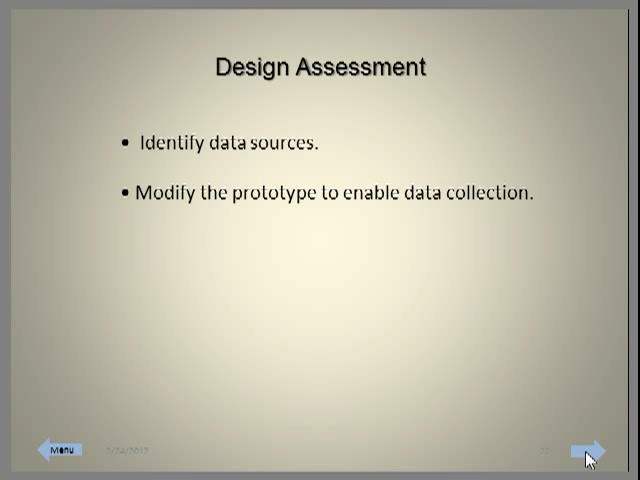 Design Assessment
• Identify data sources.
• Modify the prototype to enable data collection.
Menu